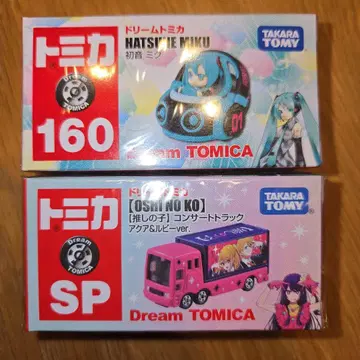 トミカ
Dream
TOMICA
160
ドリームトミカ
HATSUNE MIKU
初音 ミク
TAKARA
TOMY
01
Dream TOMICA
トミカ
Dream
TOMICA
SP
ドリームトミカ
[OSHI NO KO]
【推しの子】コンサートトラック
アクア&ルビーver.
TAKARA
TOMY
Dream TOMICA